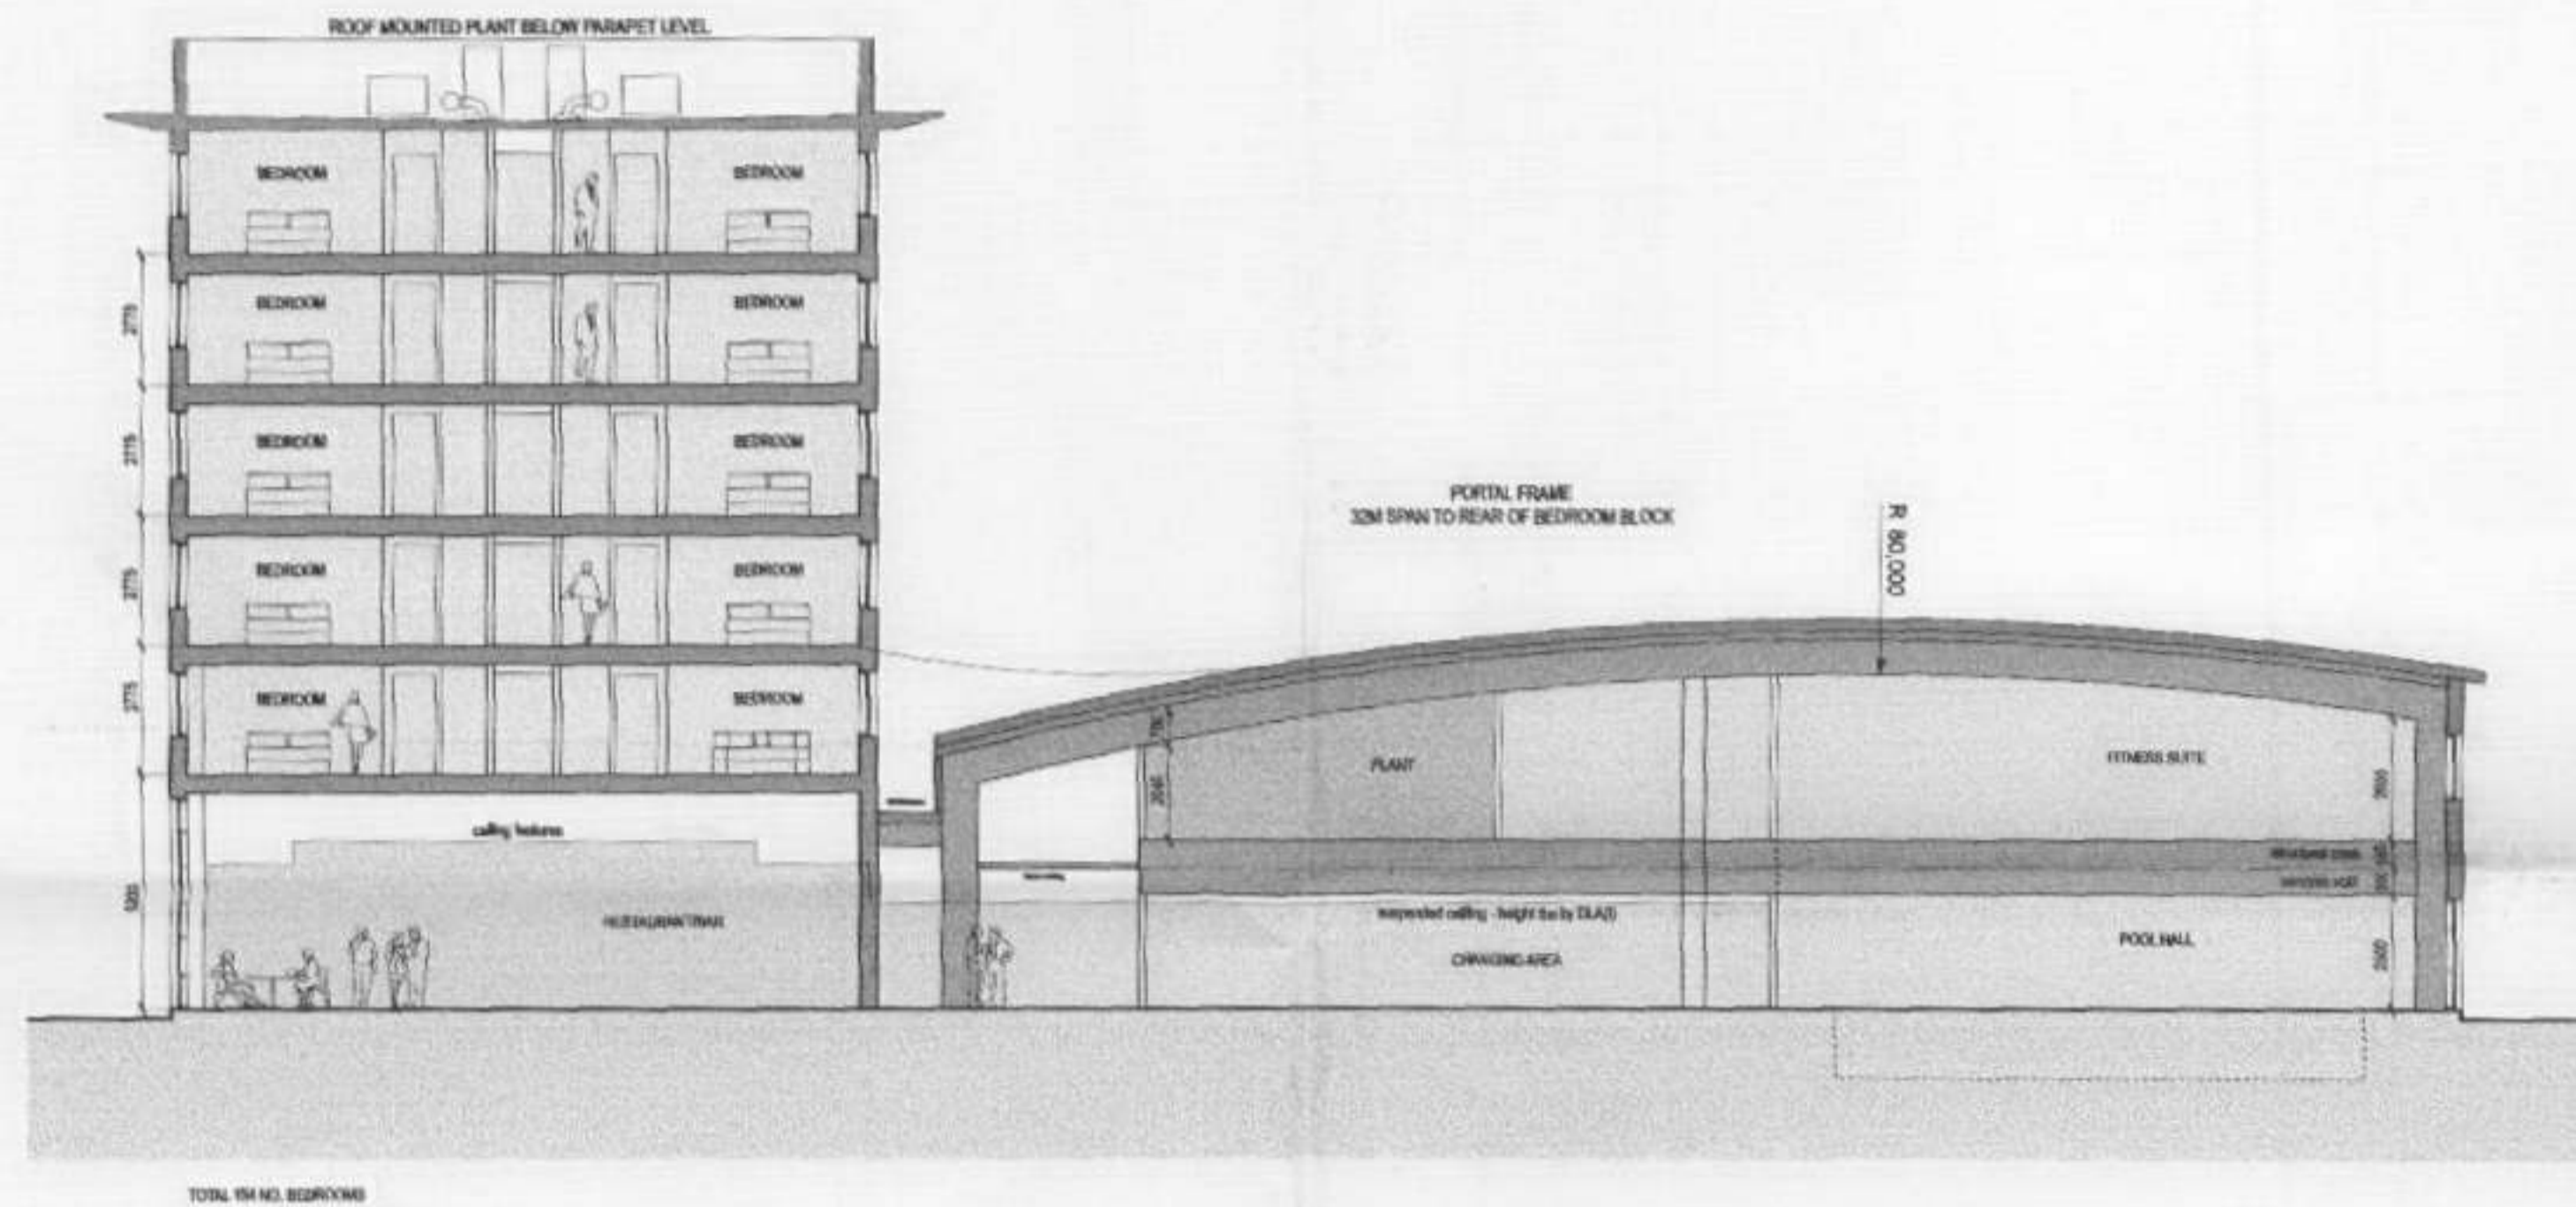 ROOF MOUNTED PLANT BELOW PARAPET LEVEL
BEDROOM BEDROOM
BEDROOM BEDROOM
2775
BEDROOM BEDROOM
2775
PORTAL FRAME
32M SPAN TO REAR OF BEDROOM BLOCK
R 80,000
BEDROOM BEDROOM
2775
BEDROOM BEDROOM
2775
PLANT
FITNESS SUITE
ceiling features
RESTAURANT/BAR
suspended ceiling - height tbc by DLA(I)
CHANGING AREA
POOL HALL
2500
TOTAL NO. BEDROOMS